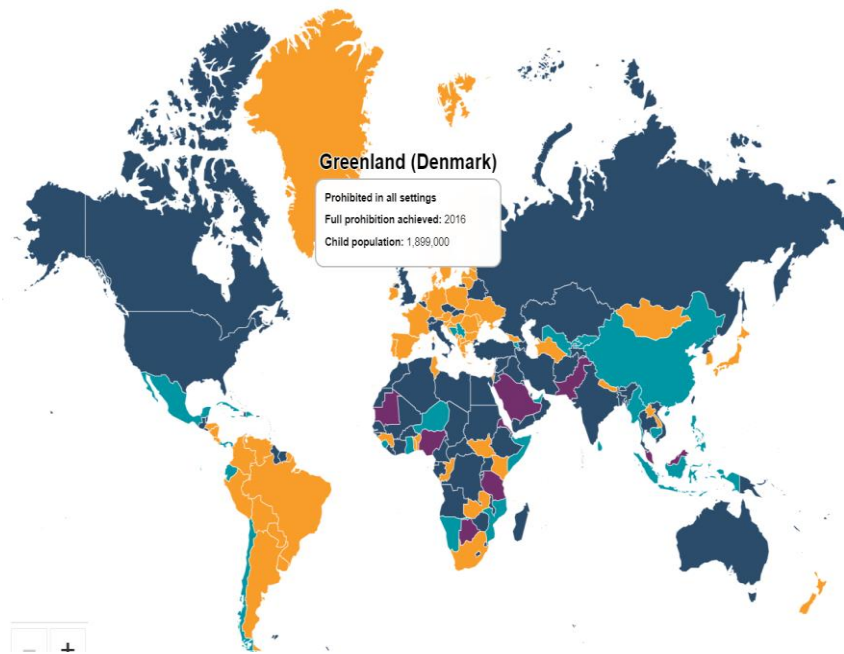 Greenland (Denmark)
Prohibited in all settings
Full prohibition achieved: 2016
Child population: 1,899,000
− +